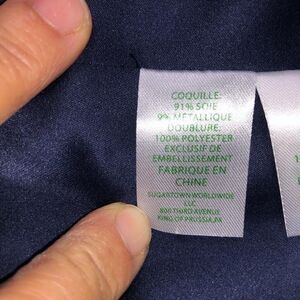 COQUILLE:
91% SOIE
9% METALLIQUE
DOUBLURE:
100% POLYESTER
EXCLUSIF DE
EMBELLISSEMENT
FABRIQUE EN
CHINE
SUGARTOWN WORLDWIDE
LLC
800 THIRD AVENUE
KING OF PRUSSIA,PA